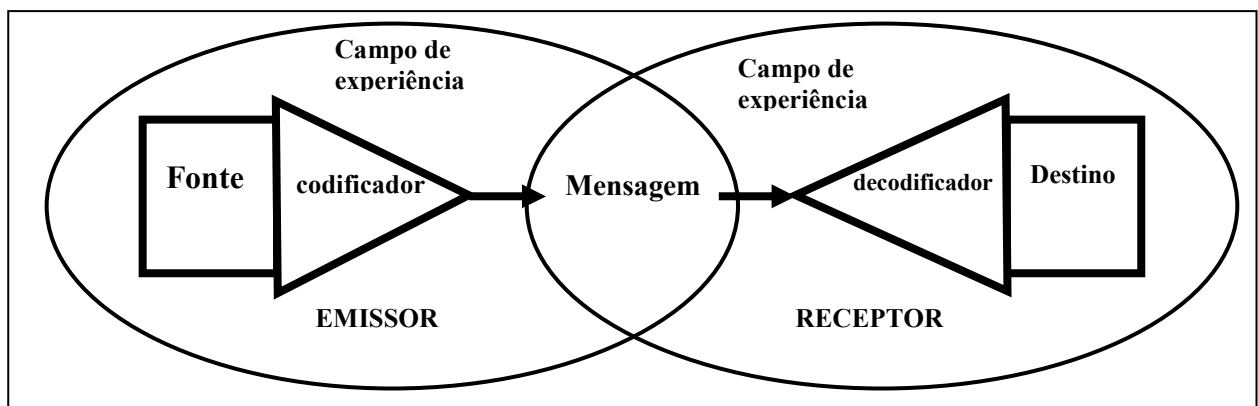 Campo de
experiência
Campo de
experiência
Fonte
codificador
Mensagem
decodificador
Destino
EMISSOR
RECEPTOR